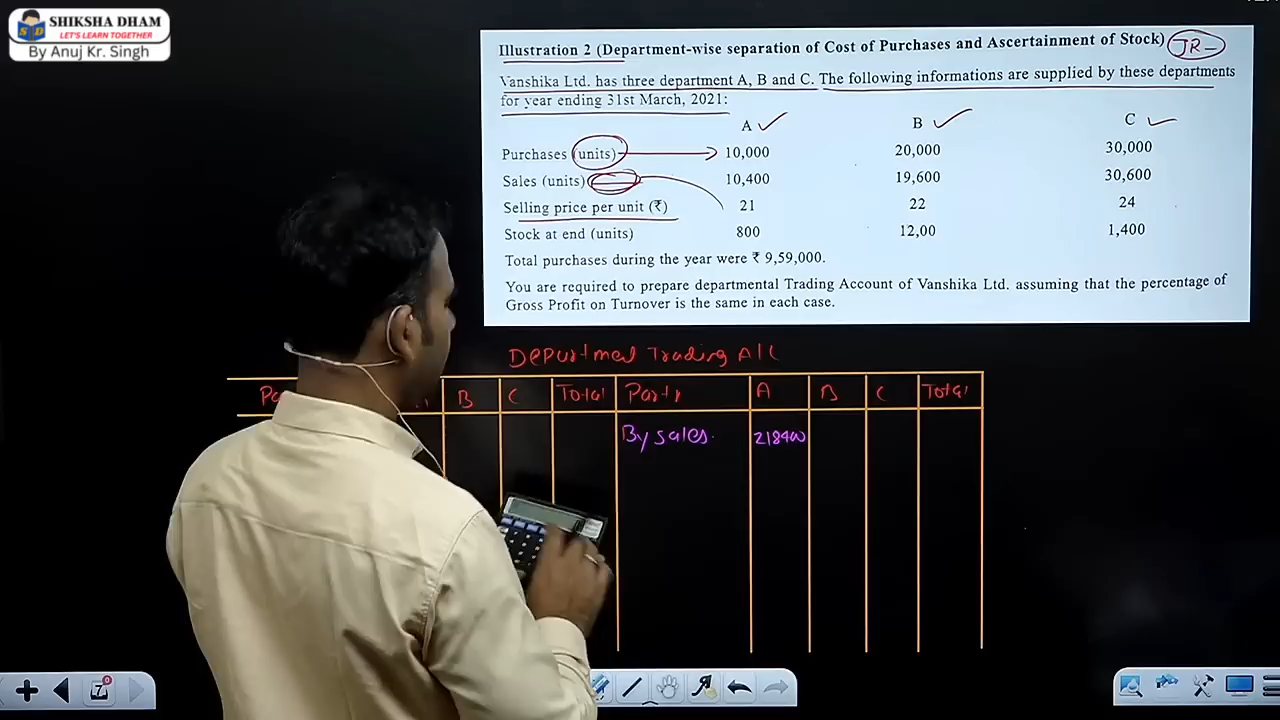 SHIKSHA DHAM
LET'S LEARN TOGETHER
By Anuj Kr. Singh
Illustration 2 (Department-wise separation of Cost of Purchases and Ascertainment of Stock) JR-
Vanshika Ltd. has three department A, B and C. The following informations are supplied by these departments
for year ending 31st March, 2021:
A B C
Purchases (units) 10,000 20,000 30,000
Sales (units) 10,400 19,600 30,600
Selling price per unit (₹) 21 22 24
Stock at end (units) 800 12,00 1,400
Total purchases during the year were ₹ 9,59,000.
You are required to prepare departmental Trading Account of Vanshika Ltd. assuming that the percentage of
Gross Profit on Turnover is the same in each case.
Departmed Trading A/C
B C Total Parti A B C Total
By sales. 218400